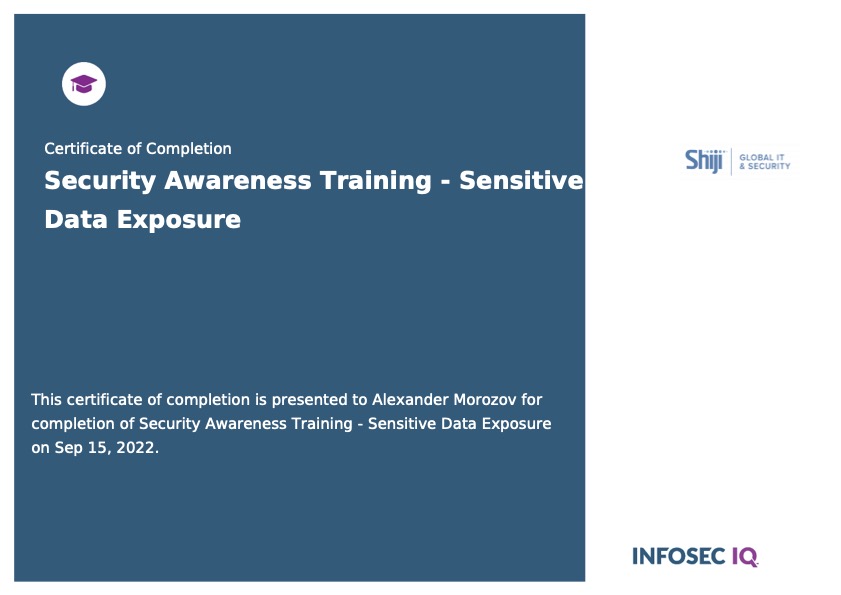 Certificate of Completion
Security Awareness Training - Sensitive
Data Exposure
Shiji
GLOBAL IT
& SECURITY
This certificate of completion is presented to Alexander Morozov for
completion of Security Awareness Training - Sensitive Data Exposure
on Sep 15, 2022.
INFOSEC IQ